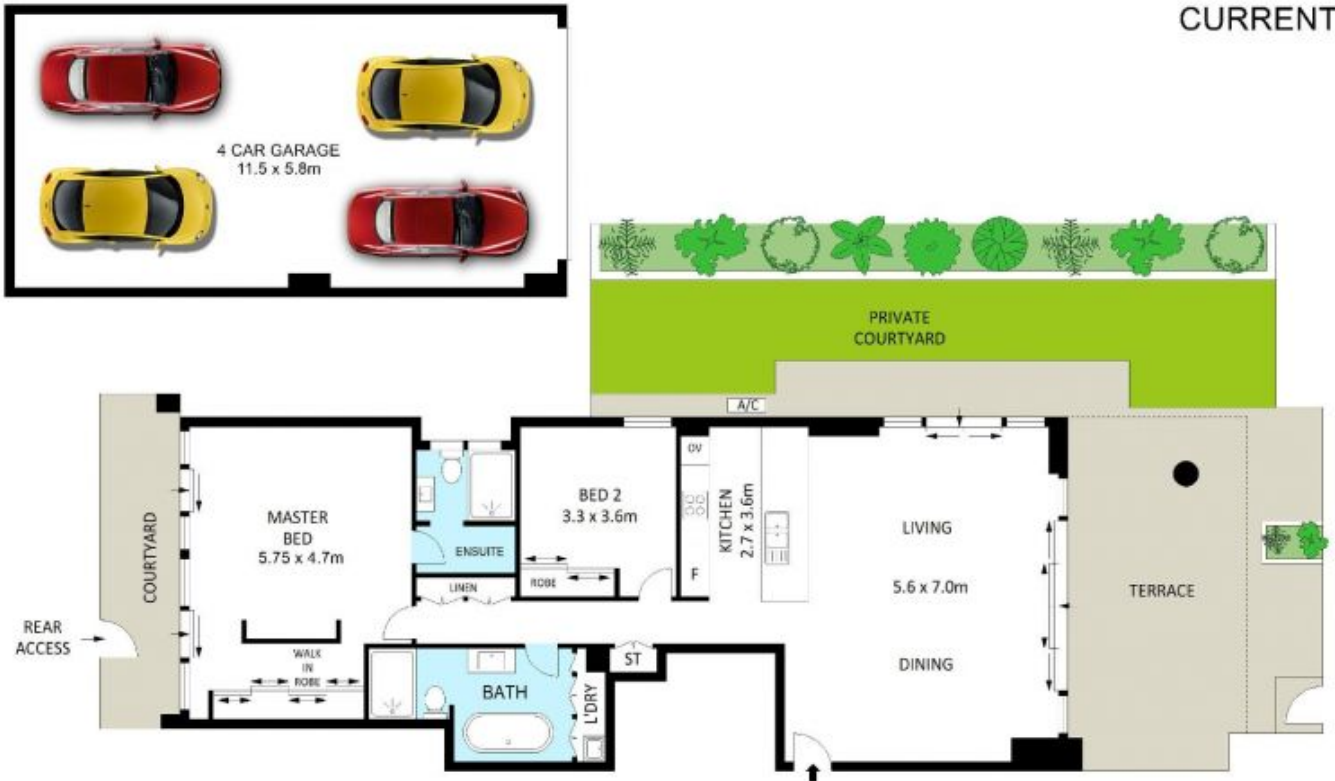 CURRENT
4 CAR GARAGE
11.5 x 5.8m
PRIVATE
COURTYARD
A/C
COURTYARD
REAR
ACCESS
MASTER
BED
5.75 x 4.7m
WALK
IN
ROBE
ENSUITE
LINEN
BED 2
3.3 x 3.6m
ROBE
OV
F
KITCHEN
2.7 x 3.6m
LIVING
5.6 x 7.0m
DINING
TERRACE
BATH
L'DRY
ST